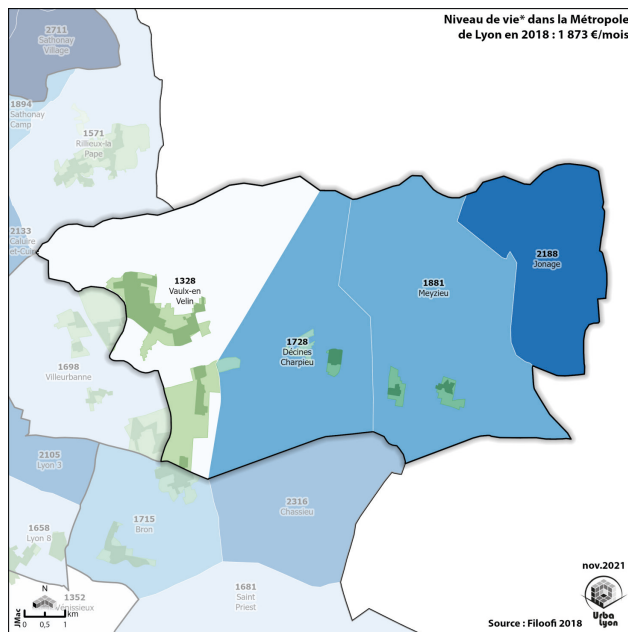 Niveau de vie* dans la Métropole
de Lyon en 2018 : 1 873 €/mois
2711
Sathonay
Village
1894
Sathonay
Camp
1571
Rillieux-la
Pape
2133
Caluire
et-Cuire
1328
Vaulx-en
Velin
2188
Jonage
1881
Meyzieu
1728
Décines
Charpieu
1698
Villeurbanne
2105
Lyon 3
2316
Chassieu
1715
Bron
1658
Lyon 8
1681
Saint
Priest
1352
Vénissieux
N
km
0 0,5 1
JMac
nov.2021
Urba
Lyon
Source : Filoofi 2018